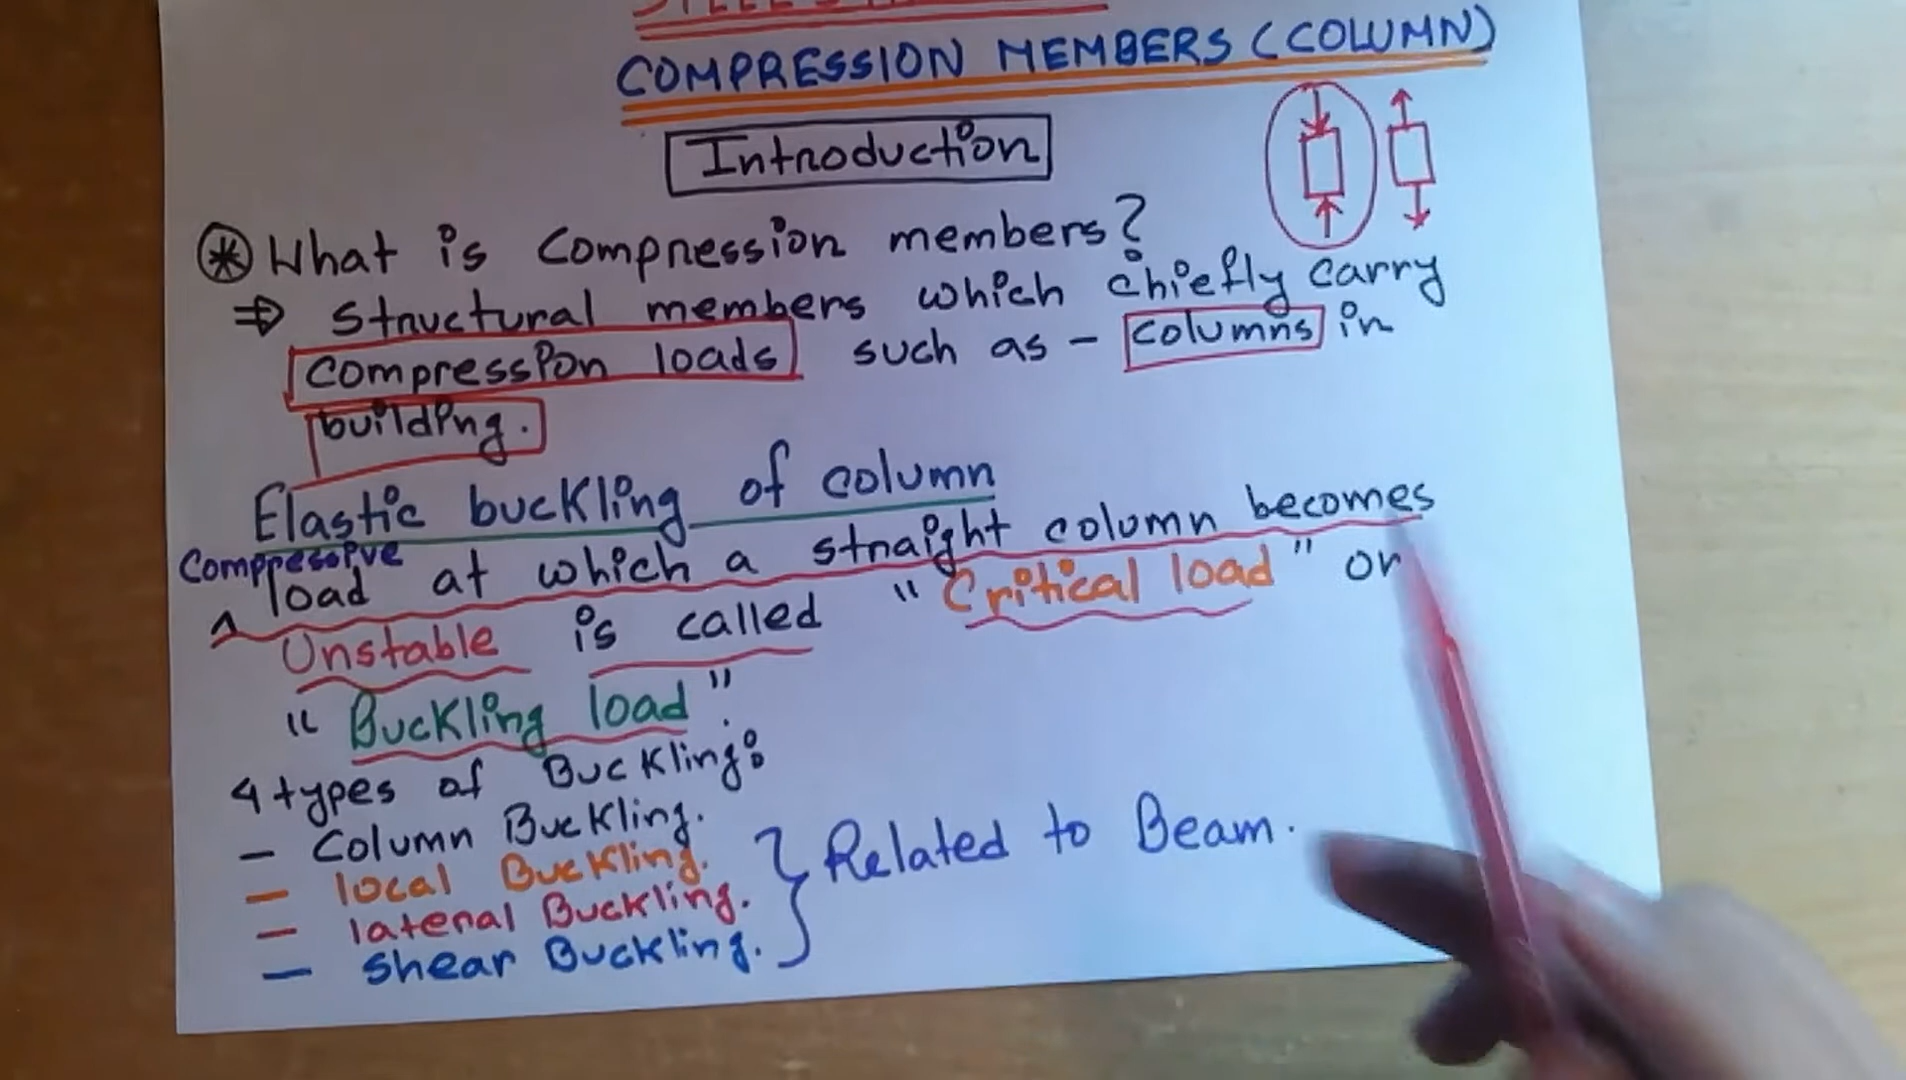 COMPRESSION MEMBERS (COLUMN)
Introduction
What is Compression members?
⇒ Structural members which chiefly carry
compression loads such as - columns in
building.
Elastic buckling of column
Compressive
load at which a straight column becomes
Unstable is called "Critical load" or
"Buckling load".
4 types of Buckling:
- Column Buckling.
- local Buckling.
- lateral Buckling.
- shear Buckling.
Related to Beam.